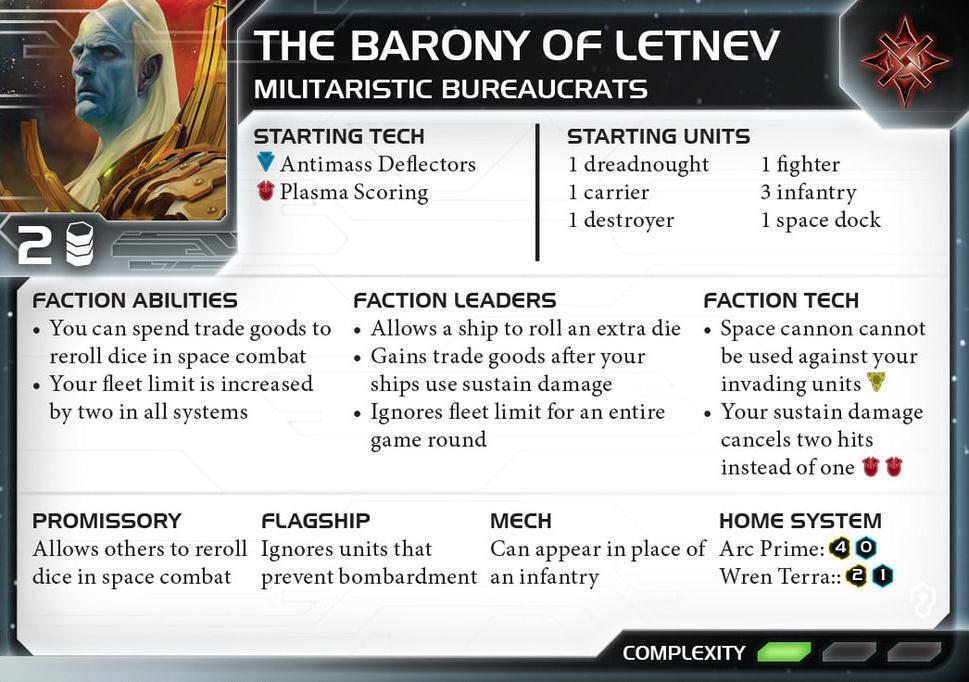 THE BARONY OF LETNEV
MILITARISTIC BUREAUCRATS
2
STARTING TECH
Antimass Deflectors
Plasma Scoring
STARTING UNITS
1 dreadnought
1 carrier
1 destroyer
1 fighter
3 infantry
1 space dock
FACTION ABILITIES
• You can spend trade goods to
reroll dice in space combat
• Your fleet limit is increased
by two in all systems
FACTION LEADERS
• Allows a ship to roll an extra die
• Gains trade goods after your
ships use sustain damage
• Ignores fleet limit for an entire
game round
FACTION TECH
• Space cannon cannot
be used against your
invading units
• Your sustain damage
cancels two hits
instead of one
PROMISSORY
Allows others to reroll
dice in space combat
FLAGSHIP
Ignores units that
prevent bombardment
MECH
Can appear in place of
an infantry
HOME SYSTEM
Arc Prime: 4 0
Wren Terra:: 2 1
COMPLEXITY